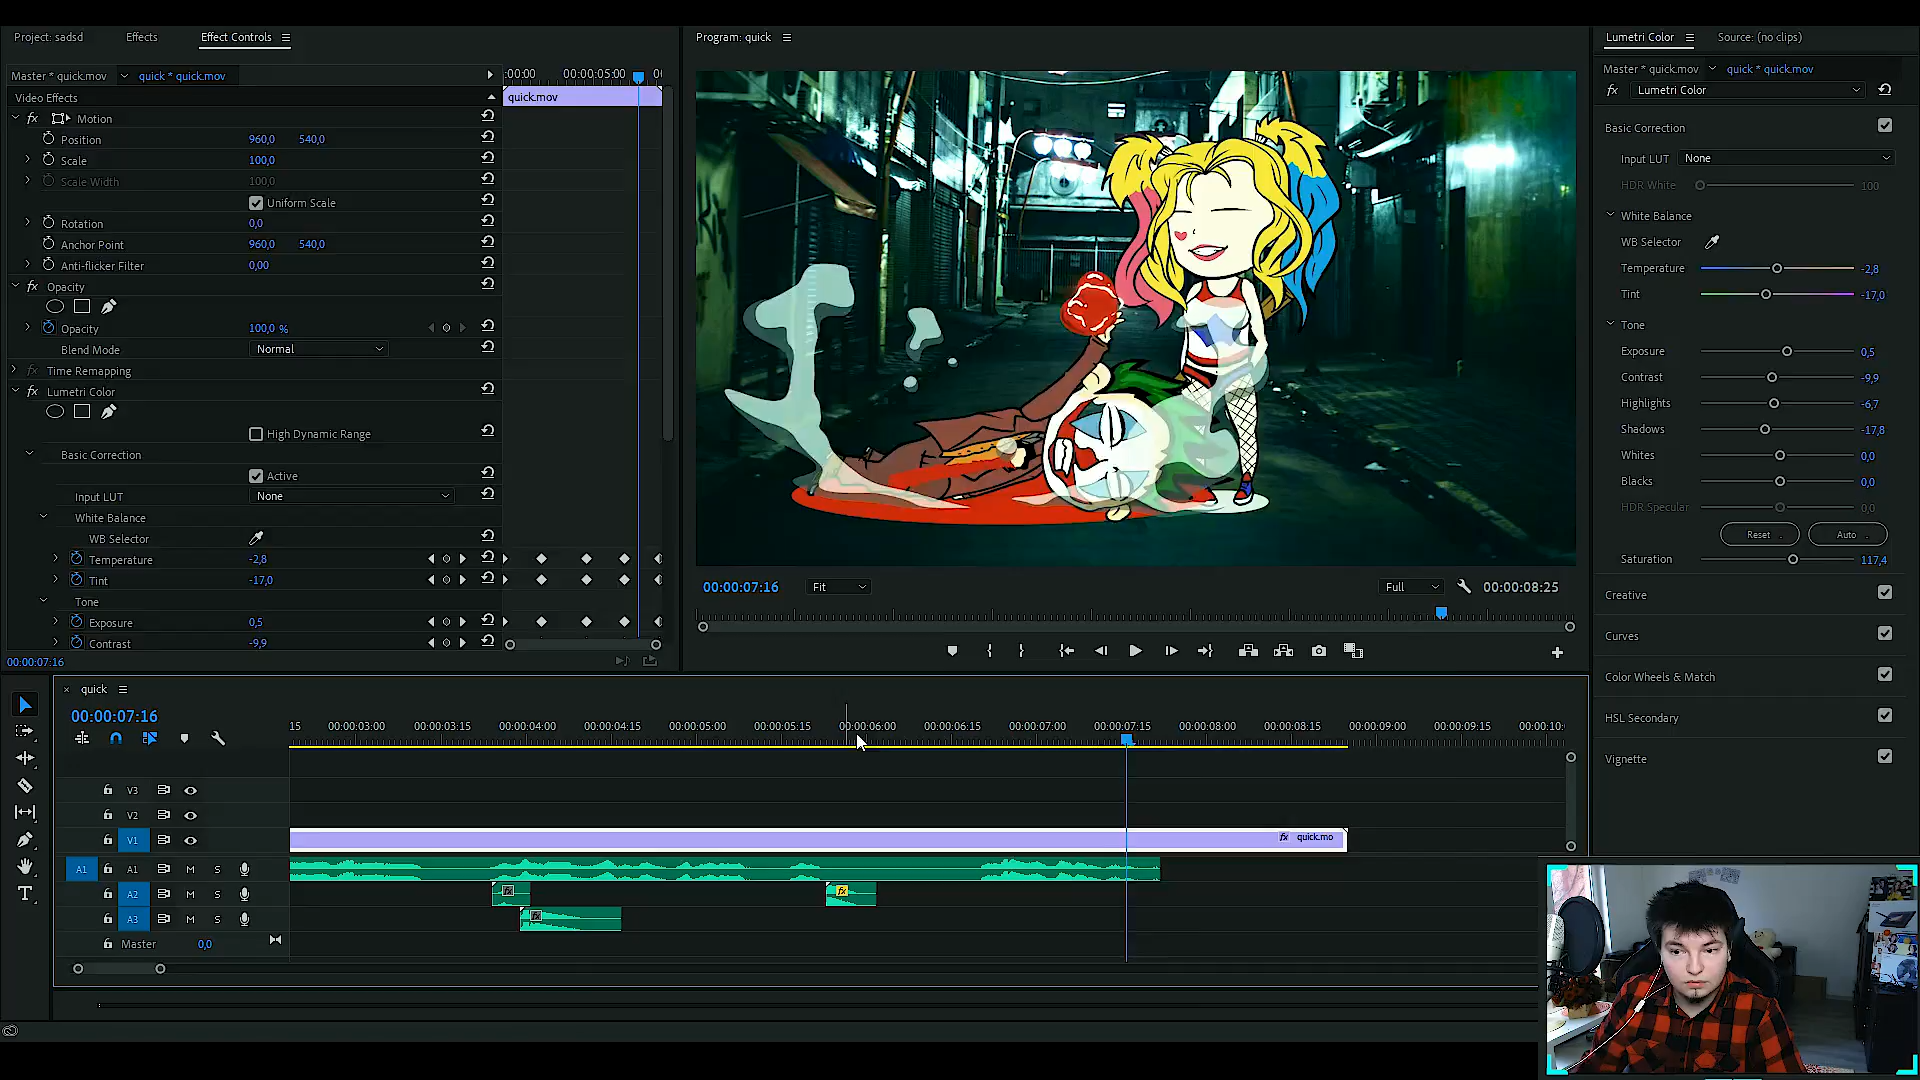 Project: sadsd
Effects
Effect Controls
Master * quick.mov
quick * quick.mov
:00:00
00:00:05:00
Video Effects
quick.mov
fx Motion
Position 960,0 540,0
Scale 100,0
Scale Width 100,0
Uniform Scale
Rotation 0,0
Anchor Point 960,0 540,0
Anti-flicker Filter 0,00
fx Opacity
Opacity 100,0 %
Blend Mode Normal
fx Time Remapping
fx Lumetri Color
High Dynamic Range
Basic Correction
Active
Input LUT None
White Balance
WB Selector
Temperature -2,8
Tint -17,0
Tone
Exposure 0,5
Contrast -9,9
00:00:07:16
Program: quick
00:00:07:16
Fit
Full
00:00:08:25
Lumetri Color
Source: (no clips)
Master * quick.mov
quick * quick.mov
fx Lumetri Color
Basic Correction
Input LUT None
HDR White 100
White Balance
WB Selector
Temperature -2,8
Tint -17,0
Tone
Exposure 0,5
Contrast -9,9
Highlights -6,7
Shadows -17,8
Whites 0,0
Blacks 0,0
HDR Specular 0,0
Reset
Auto
Saturation 117,4
Creative
Curves
Color Wheels & Match
HSL Secondary
Vignette
quick
00:00:07:16
15 00:00:03:00 00:00:03:15 00:00:04:00 00:00:04:15 00:00:05:00 00:00:05:15 00:00:06:00 00:00:06:15 00:00:07:00 00:00:07:15 00:00:08:00 00:00:08:15 00:00:09:00 00:00:09:15 00:00:10:
V3
V2
V1
fx quick.mo
A1 A1 M S
A2 M S
fx fx
A3 M S
fx
Master 0,0
T